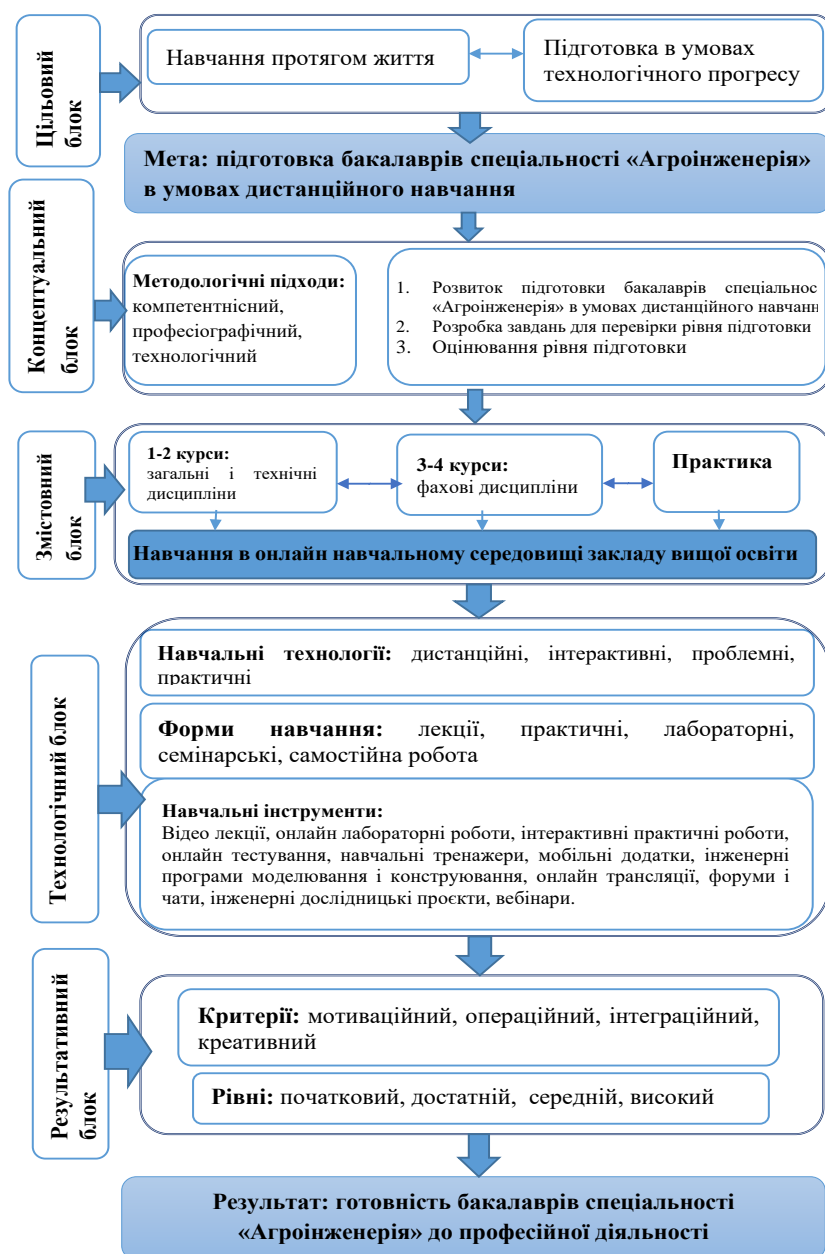 Цільовий
блок
Навчання протягом життя
Підготовка в умовах
технологічного прогресу
Мета: підготовка бакалаврів спеціальності «Агроінженерія»
в умовах дистанційного навчання
Концептуальний
блок
Методологічні підходи:
компетентнісний,
професіографічний,
технологічний
1. Розвиток підготовки бакалаврів спеціальнос
«Агроінженерія» в умовах дистанційного навчанн
2. Розробка завдань для перевірки рівня підготовки
3. Оцінювання рівня підготовки
Змістовний
блок
1-2 курси:
загальні і технічні
дисципліни
3-4 курси:
фахові дисципліни
Практика
Навчання в онлайн навчальному середовищі закладу вищої освіти
Технологічний блок
Навчальні технології: дистанційні, інтерактивні, проблемні,
практичні
Форми навчання: лекції, практичні, лабораторні,
семінарські, самостійна робота
Навчальні інструменти:
Відео лекції, онлайн лабораторні роботи, інтерактивні практичні роботи,
онлайн тестування, навчальні тренажери, мобільні додатки, інженерні
програми моделювання і конструювання, онлайн трансляції, форуми і
чати, інженерні дослідницькі проєкти, вебінари.
Результативний
блок
Критерії: мотиваційний, операційний, інтеграційний,
креативний
Рівні: початковий, достатній, середній, високий
Результат: готовність бакалаврів спеціальності
«Агроінженерія» до професійної діяльності